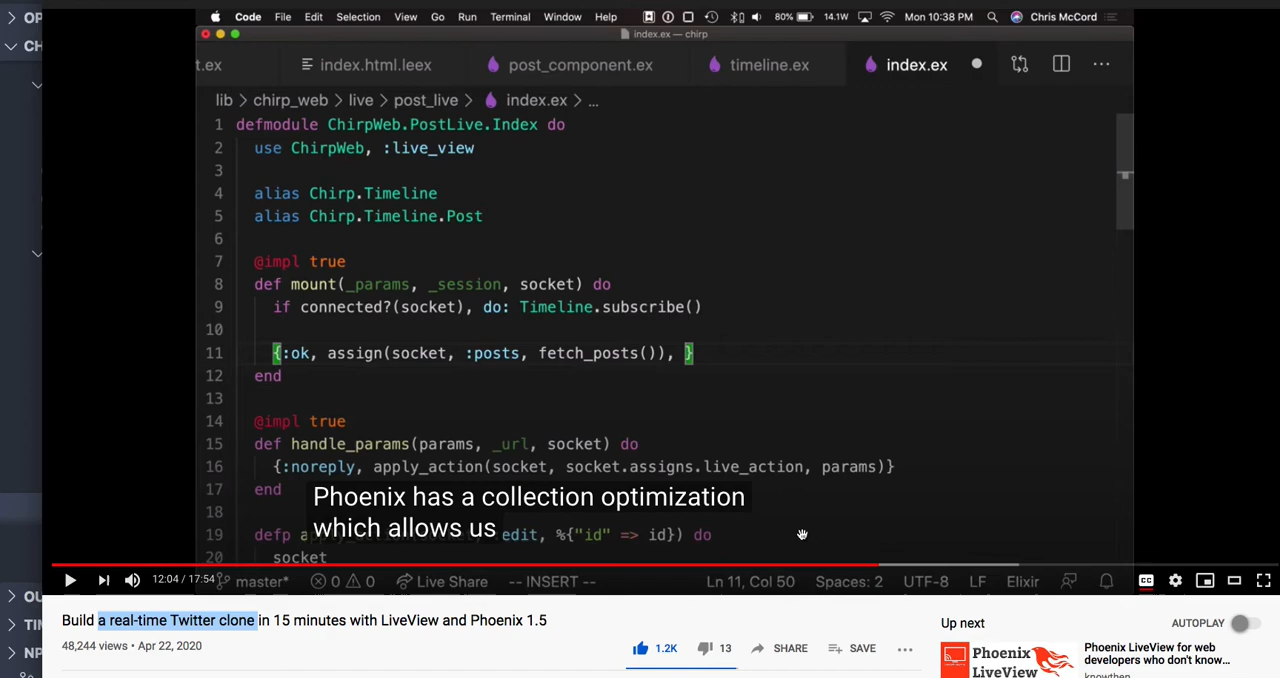 Code File Edit Selection View Go Run Terminal Window Help 80% 14.1W Mon 10:38 PM Chris McCord
index.ex — chirp
t.ex index.html.leex post_component.ex timeline.ex index.ex
lib > chirp_web > live > post_live > index.ex > ...
1 defmodule ChirpWeb.PostLive.Index do
2 use ChirpWeb, :live_view
3
4 alias Chirp.Timeline
5 alias Chirp.Timeline.Post
6
7 @impl true
8 def mount(_params, _session, socket) do
9 if connected?(socket), do: Timeline.subscribe()
10
11 {:ok, assign(socket, :posts, fetch_posts()), }
12 end
13
14 @impl true
15 def handle_params(params, _url, socket) do
16 {:noreply, apply_action(socket, socket.assigns.live_action, params)}
17 end
18
Phoenix has a collection optimization
which allows us
19 defp :edit, %{"id" => id}) do
20 socket
12:04 / 17:54
master* 0 0 Live Share -- INSERT -- Ln 11, Col 50 Spaces: 2 UTF-8 LF Elixir
CC
OP
CH
OU
TIM
NP
Build a real-time Twitter clone in 15 minutes with LiveView and Phoenix 1.5
48,244 views • Apr 22, 2020
1.2K 13 SHARE SAVE ...
Up next AUTOPLAY
Phoenix LiveView
Phoenix LiveView for web
developers who don't know...
knowthen